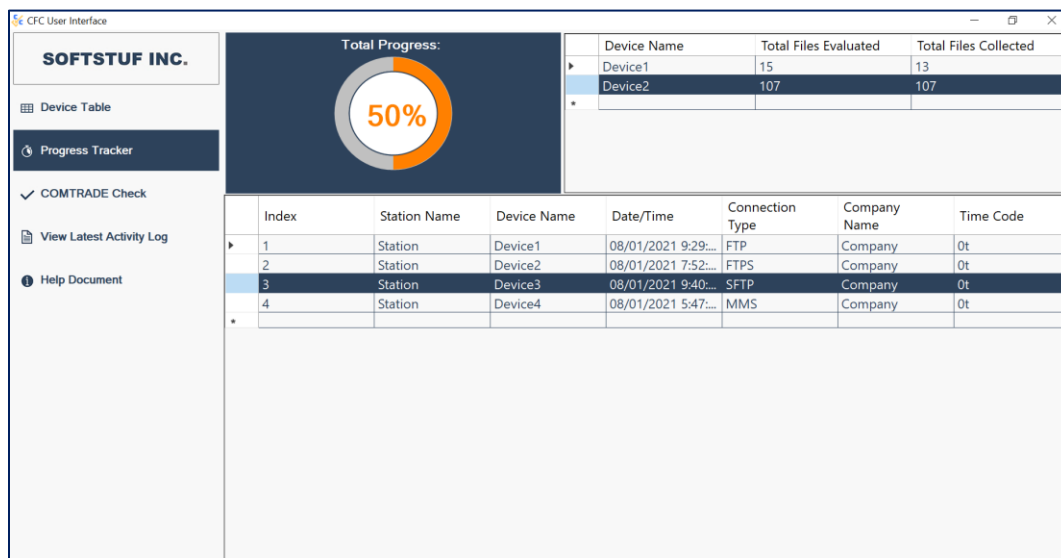 CFC User Interface
SOFTSTUF INC.
Device Table
Progress Tracker
COMTRADE Check
View Latest Activity Log
Help Document
Total Progress:
50%
Device Name Total Files Evaluated Total Files Collected
Device1 15 13
Device2 107 107
Index Station Name Device Name Date/Time Connection Type Company Name Time Code
1 Station Device1 08/01/2021 9:29:... FTP Company 0t
2 Station Device2 08/01/2021 7:52:... FTPS Company 0t
3 Station Device3 08/01/2021 9:40:... SFTP Company 0t
4 Station Device4 08/01/2021 5:47:... MMS Company 0t